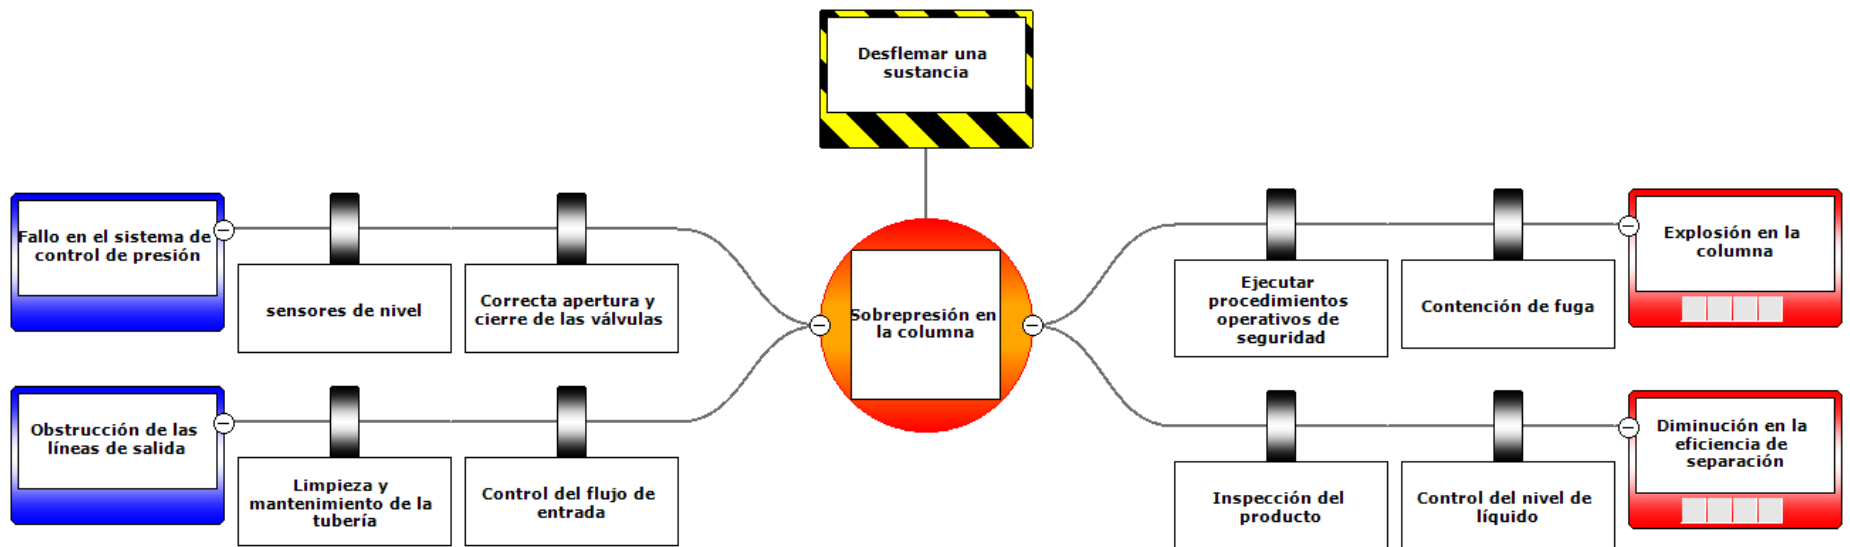 Desflemar una
sustancia
Fallo en el sistema de
control de presión
sensores de nivel
Correcta apertura y
cierre de las válvulas
Sobrepresión en
la columna
Ejecutar
procedimientos
operativos de
seguridad
Contención de fuga
Explosión en la
columna
Obstrucción de las
líneas de salida
Limpieza y
mantenimiento de la
tubería
Control del flujo de
entrada
Inspección del
producto
Control del nivel de
líquido
Diminución en la
eficiencia de
separación